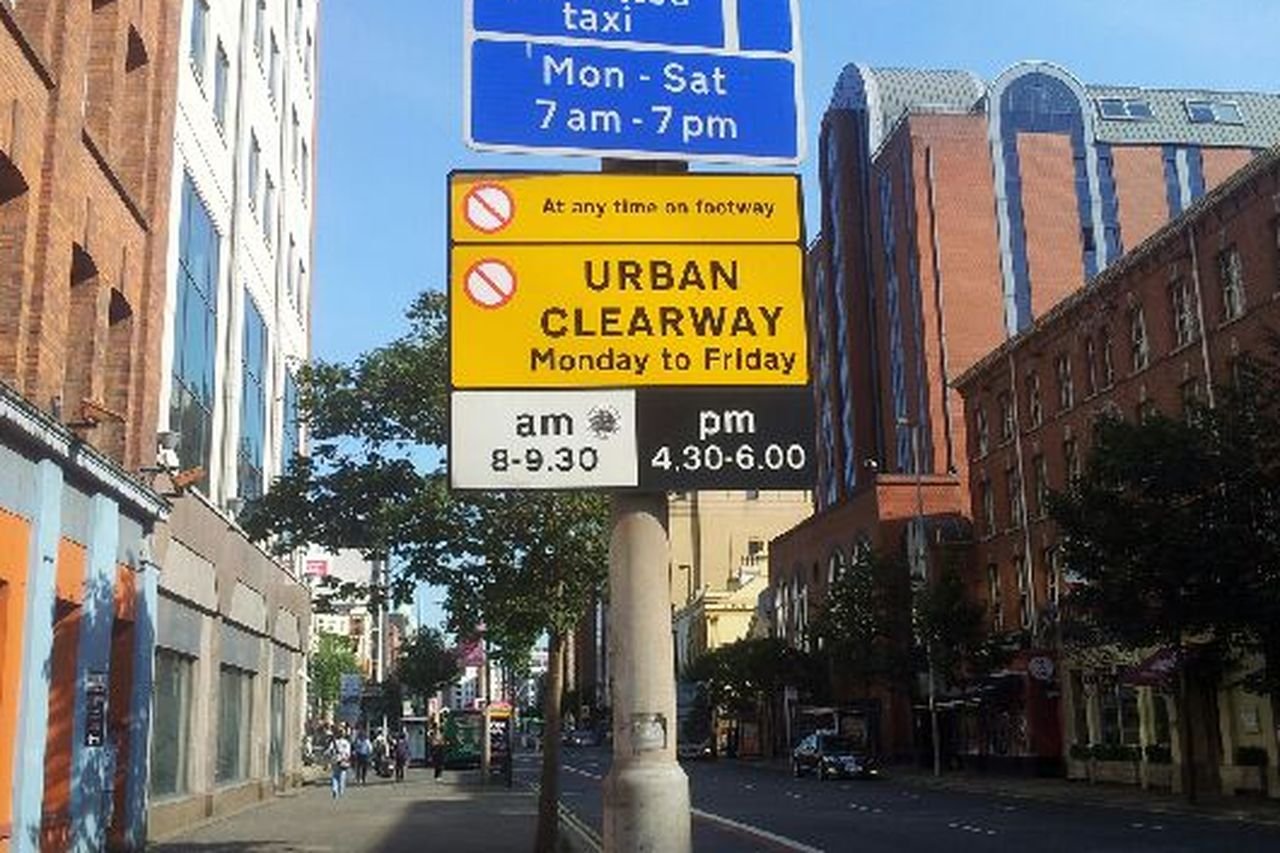 taxi
Mon - Sat
7 am - 7 pm
At any time on footway
URBAN
CLEARWAY
Monday to Friday
am
8-9.30
pm
4.30-6.00